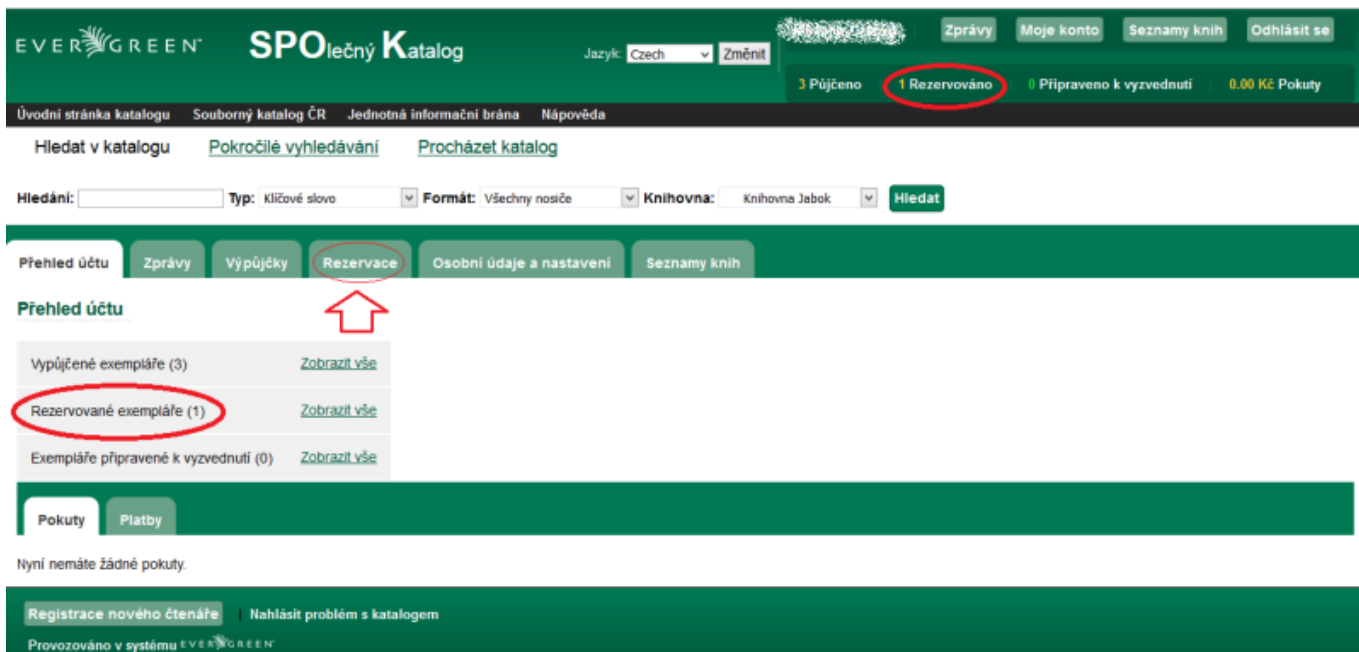 EVERGREEN SPOlečný Katalog Jazyk: Czech Změnit Zprávy Moje konto Seznamy knih Odhlásit se
3 Půjčeno 1 Rezervováno 0 Připraveno k vyzvednutí 0.00 Kč Pokuty
Úvodní stránka katalogu Souborný katalog ČR Jednotná informační brána Nápověda
Hledat v katalogu Pokročilé vyhledávání Procházet katalog
Hledání: Typ: Klíčové slovo Formát: Všechny nosiče Knihovna: Knihovna Jabok Hledat
Přehled účtu Zprávy Výpůjčky Rezervace Osobní údaje a nastavení Seznamy knih
Přehled účtu
Vypůjčené exempláře (3) Zobrazit vše
Rezervované exempláře (1) Zobrazit vše
Exempláře připravené k vyzvednutí (0) Zobrazit vše
Pokuty Platby
Nyní nemáte žádné pokuty.
Registrace nového čtenáře Nahlásit problém s katalogem
Provozováno v systému EVERGREEN